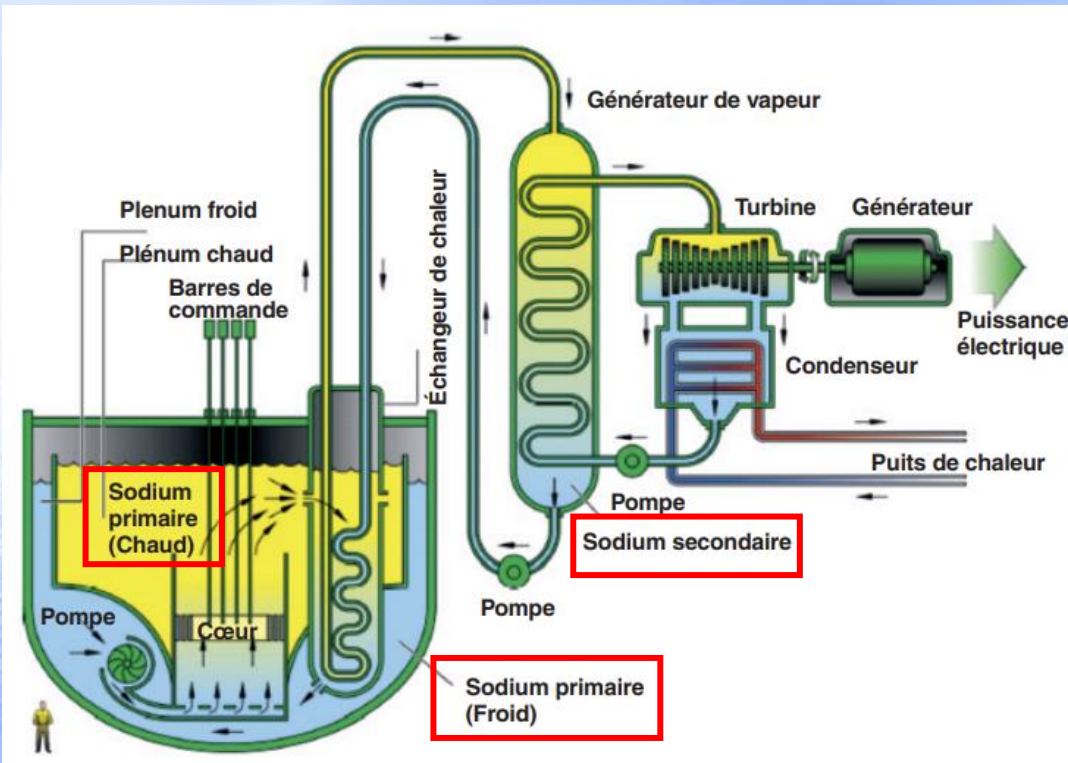 Générateur de vapeur
Échangeur de chaleur
Plenum froid
Plénum chaud
Barres de
commande
Turbine
Générateur
Puissance
électrique
Condenseur
Puits de chaleur
Pompe
Sodium secondaire
Pompe
Sodium
primaire
(Chaud)
Pompe
Cœur
Sodium primaire
(Froid)